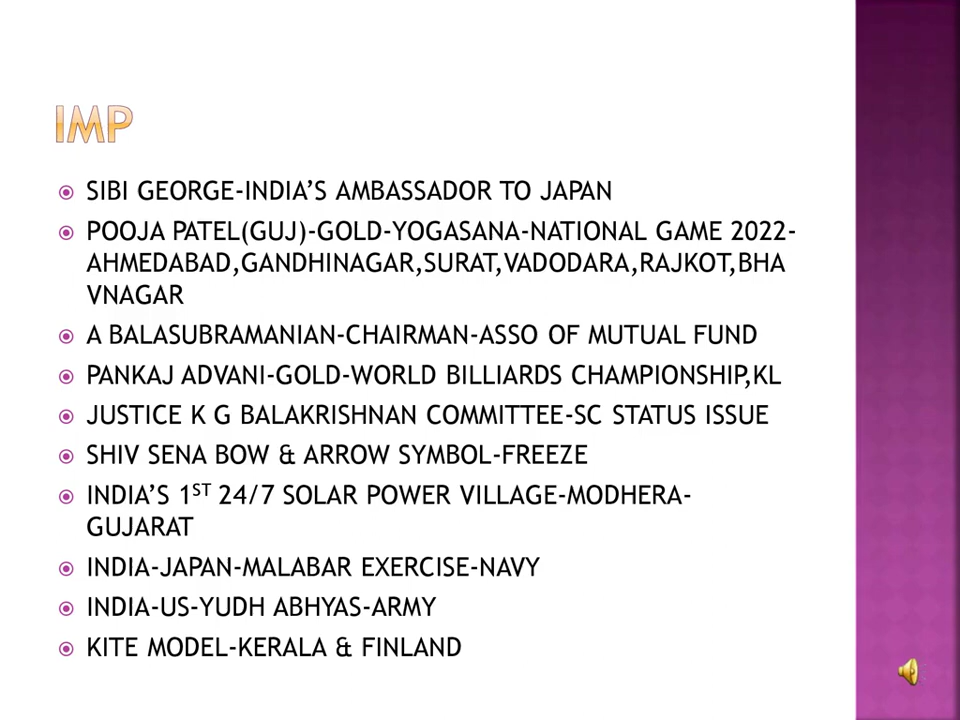 IMP
SIBI GEORGE-INDIA’S AMBASSADOR TO JAPAN
POOJA PATEL(GUJ)-GOLD-YOGASANA-NATIONAL GAME 2022-
AHMEDABAD,GANDHINAGAR,SURAT,VADODARA,RAJKOT,BHA
VNAGAR
A BALASUBRAMANIAN-CHAIRMAN-ASSO OF MUTUAL FUND
PANKAJ ADVANI-GOLD-WORLD BILLIARDS CHAMPIONSHIP,KL
JUSTICE K G BALAKRISHNAN COMMITTEE-SC STATUS ISSUE
SHIV SENA BOW & ARROW SYMBOL-FREEZE
INDIA’S 1ST 24/7 SOLAR POWER VILLAGE-MODHERA-
GUJARAT
INDIA-JAPAN-MALABAR EXERCISE-NAVY
INDIA-US-YUDH ABHYAS-ARMY
KITE MODEL-KERALA & FINLAND